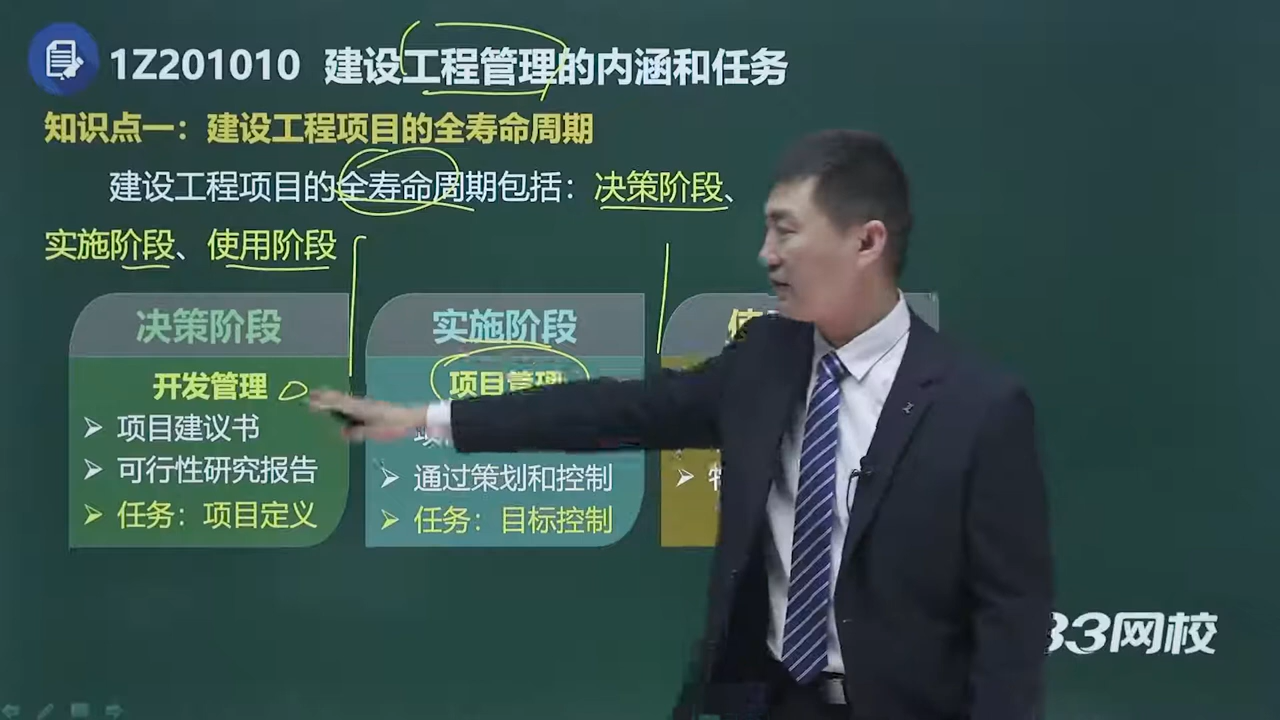 1Z201010 建设工程管理的内涵和任务
知识点一：建设工程项目的全寿命周期
建设工程项目的全寿命周期包括：决策阶段、
实施阶段、使用阶段
决策阶段
开发管理
项目建议书
可行性研究报告
任务：项目定义
实施阶段
项目管理
通过策划和控制
任务：目标控制
33网校